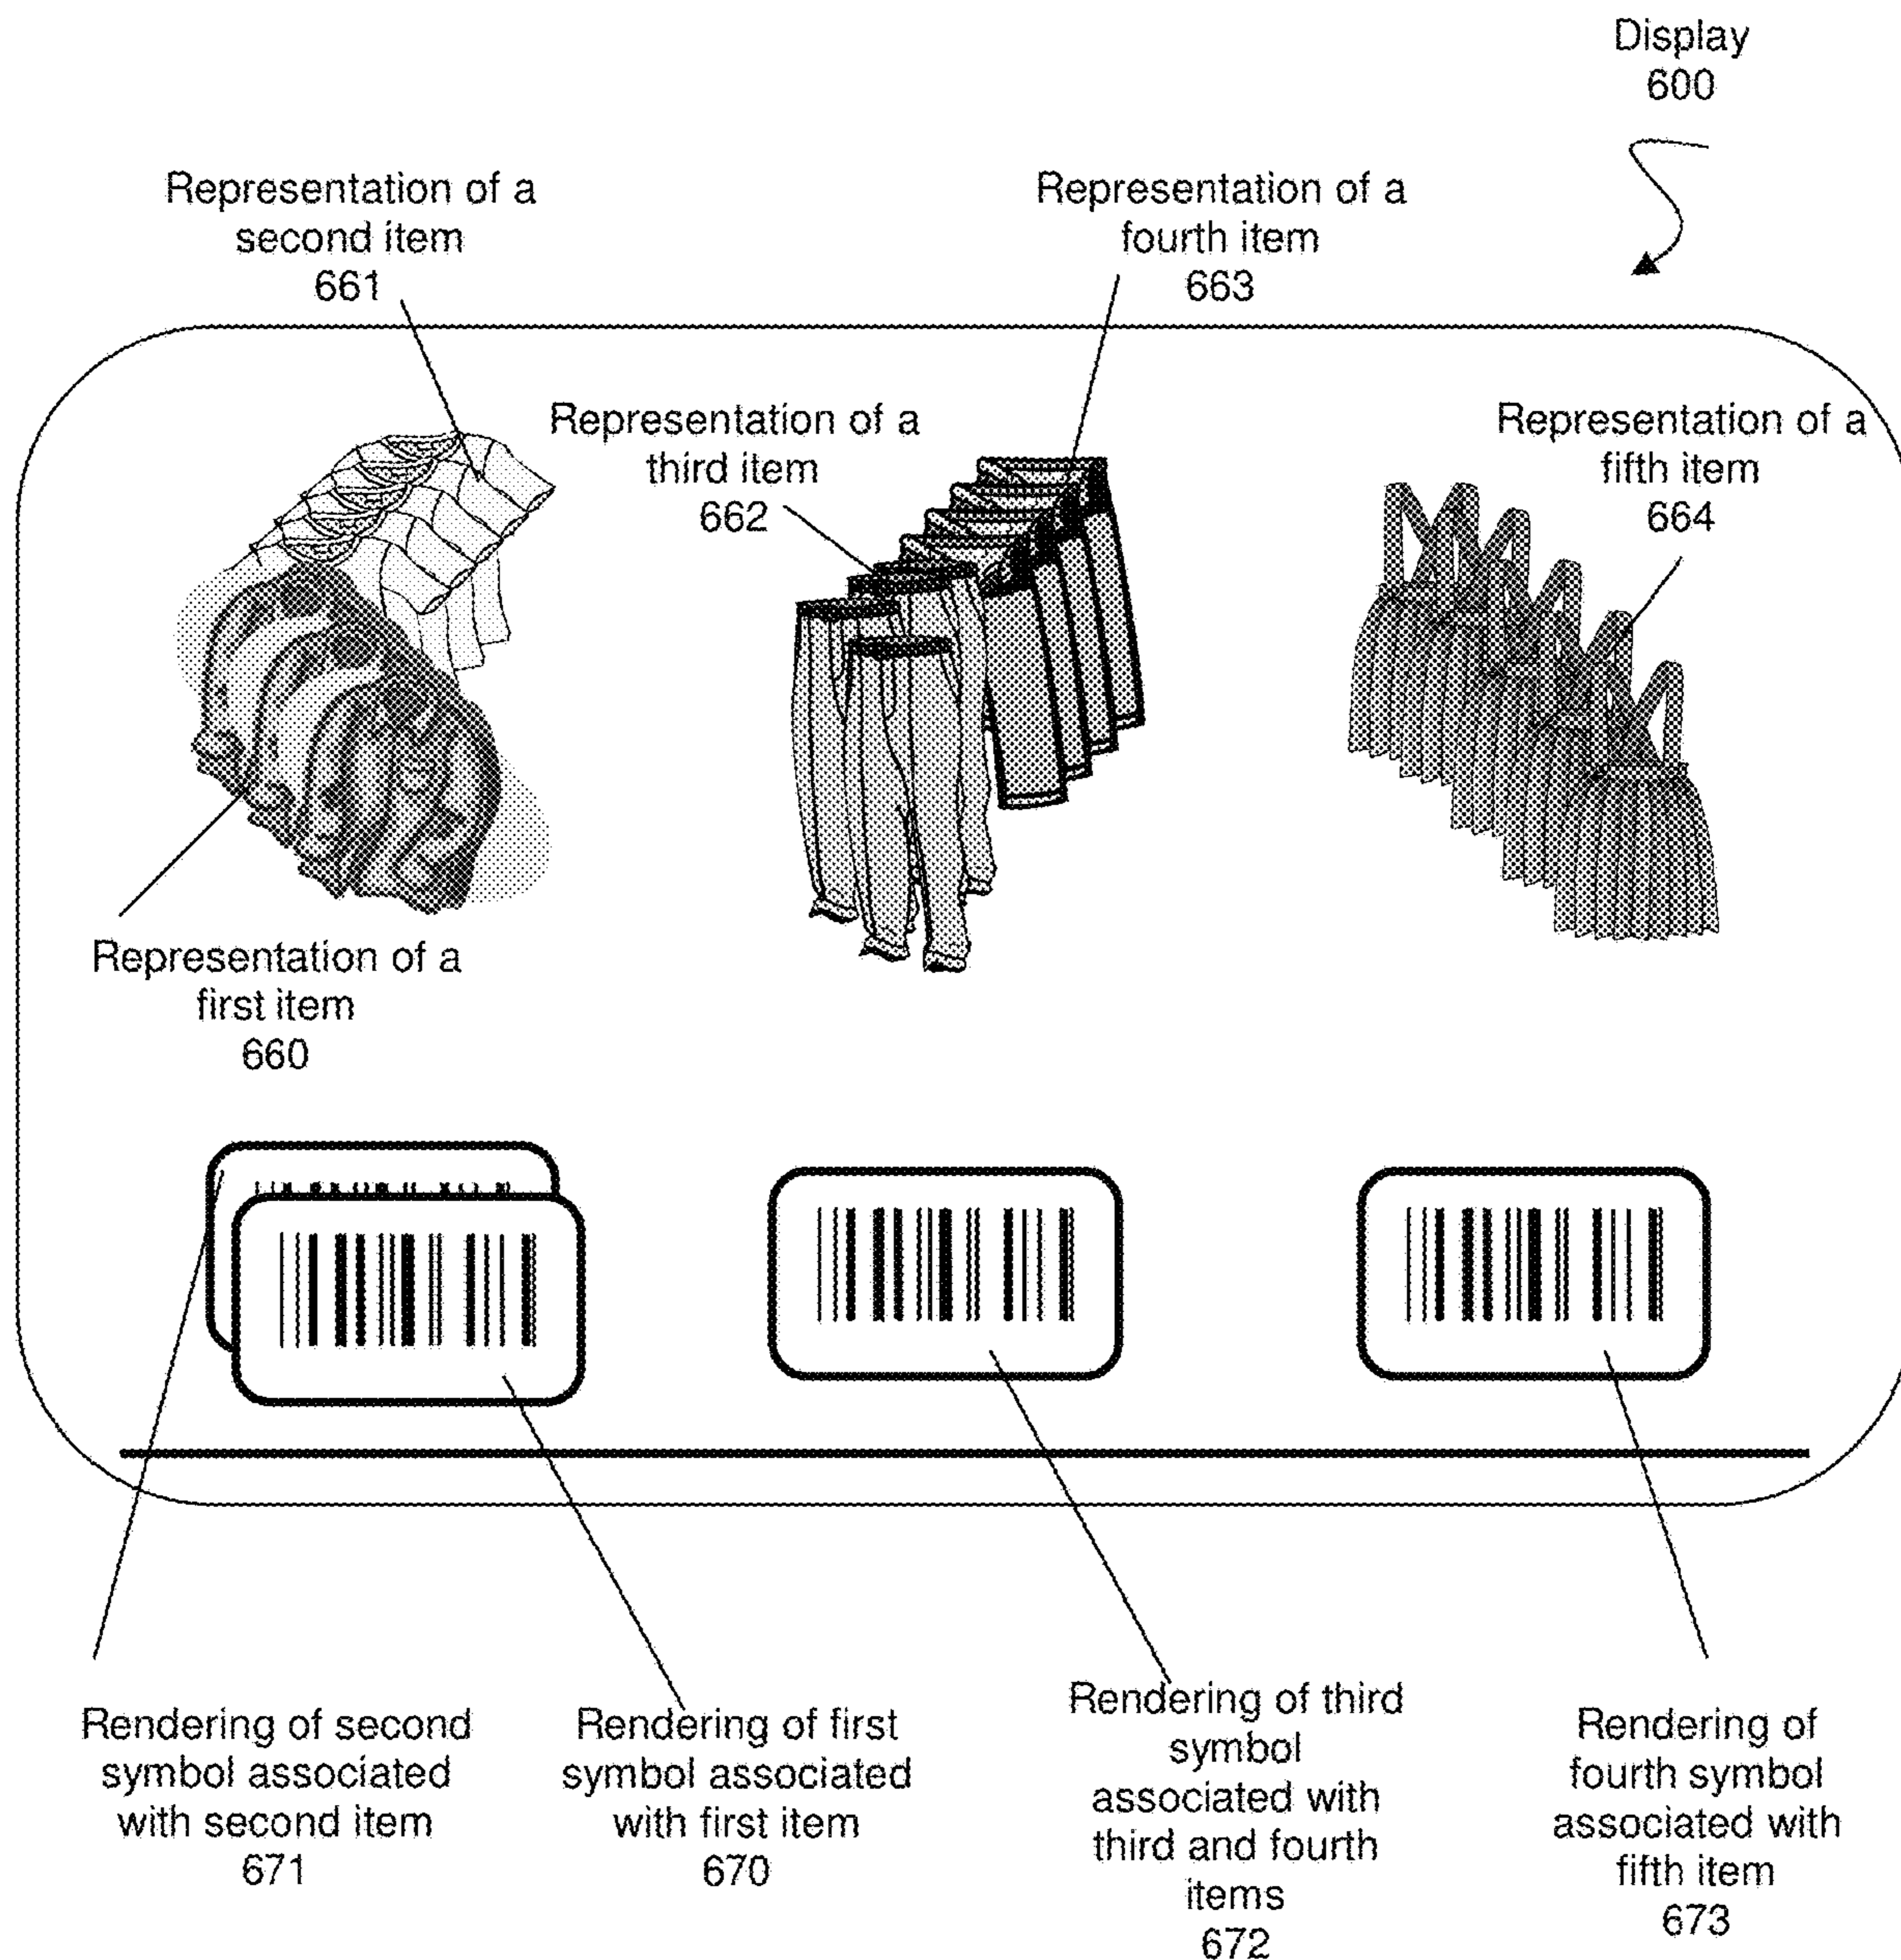 Display
600
Representation of a
second item
661
Representation of a
fourth item
663
Representation of a
third item
662
Representation of a
fifth item
664
Representation of a
first item
660
Rendering of second
symbol associated
with second item
671
Rendering of first
symbol associated
with first item
670
Rendering of third
symbol
associated with
third and fourth
items
672
Rendering of
fourth symbol
associated with
fifth item
673